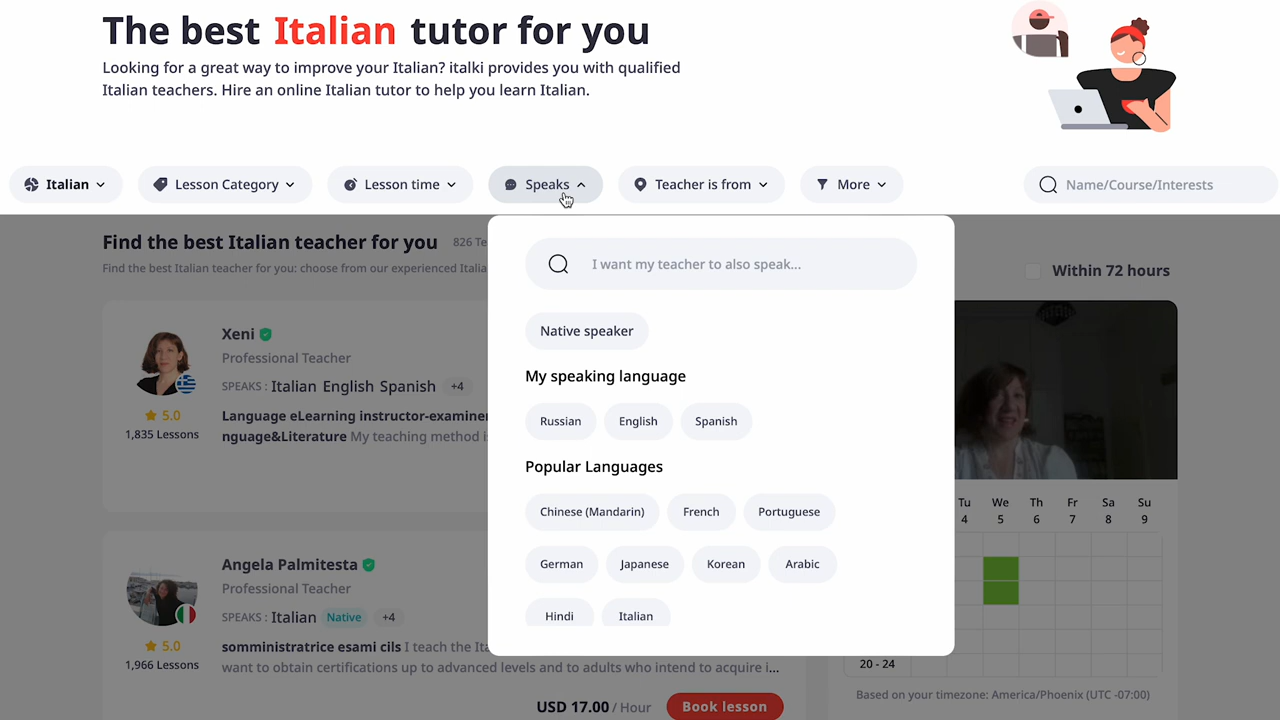 The best Italian tutor for you
Looking for a great way to improve your Italian? italki provides you with qualified
Italian teachers. Hire an online Italian tutor to help you learn Italian.
Italian
Lesson Category
Lesson time
Speaks
Teacher is from
More
Name/Course/Interests
I want my teacher to also speak...
Native speaker
My speaking language
Russian
English
Spanish
Popular Languages
Chinese (Mandarin)
French
Portuguese
German
Japanese
Korean
Arabic
Hindi
Italian
Find the best Italian teacher for you
826 Te
Find the best Italian teacher for you: choose from our experienced Italia
Within 72 hours
Xeni
Professional Teacher
SPEAKS : Italian English Spanish +4
5.0
1,835 Lessons
Language eLearning instructor-examiner
nguage&Literature My teaching method i
Angela Palmitesta
Professional Teacher
SPEAKS : Italian Native +4
5.0
1,966 Lessons
somministratrice esami cils I teach the Ita
want to obtain certifications up to advanced levels and to adults who intend to acquire i...
USD 17.00 / Hour
Book lesson
Tu We Th Fr Sa Su
4 5 6 7 8 9
20 - 24
Based on your timezone: America/Phoenix (UTC -07:00)